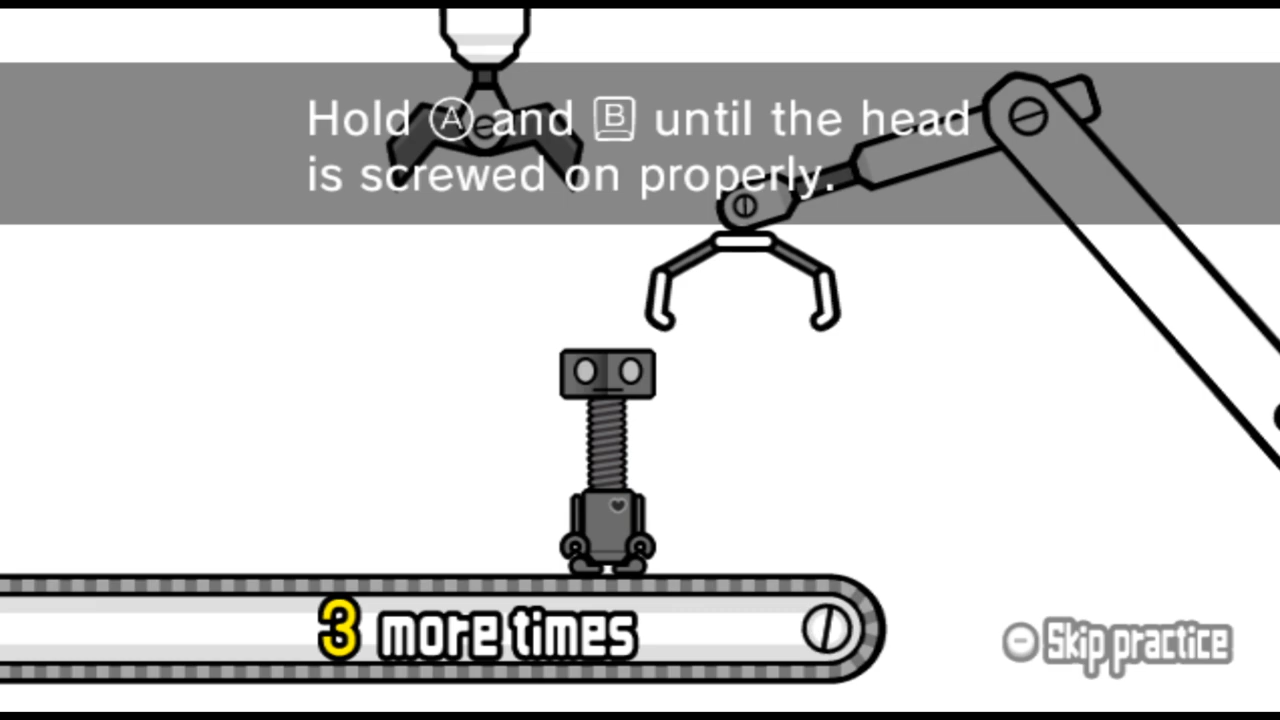 Hold Ⓐ and B until the head
is screwed on properly.
3 more times
⊖ Skip practice